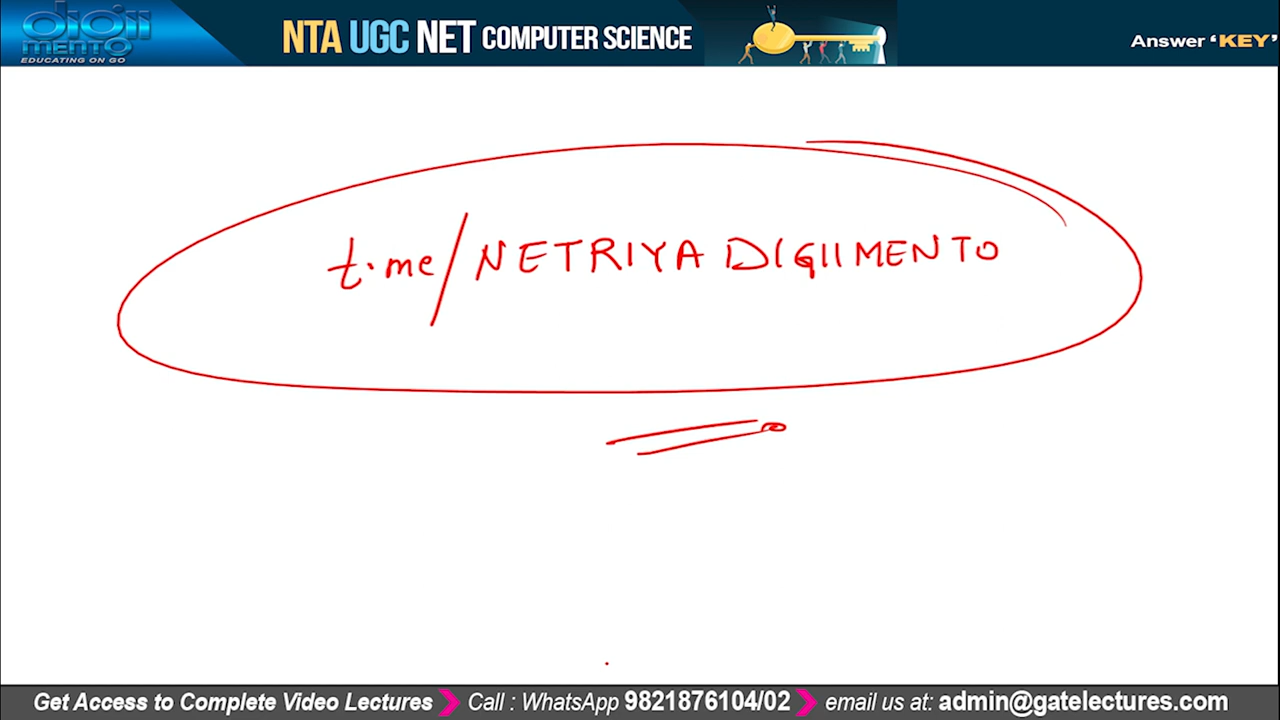 digii
MENTO
EDUCATING ON GO
NTA UGC NET COMPUTER SCIENCE
Answer ‘KEY’
t.me/NETRIYA DIGIIMENTO
Get Access to Complete Video Lectures Call : WhatsApp 9821876104/02 email us at: admin@gatelectures.com